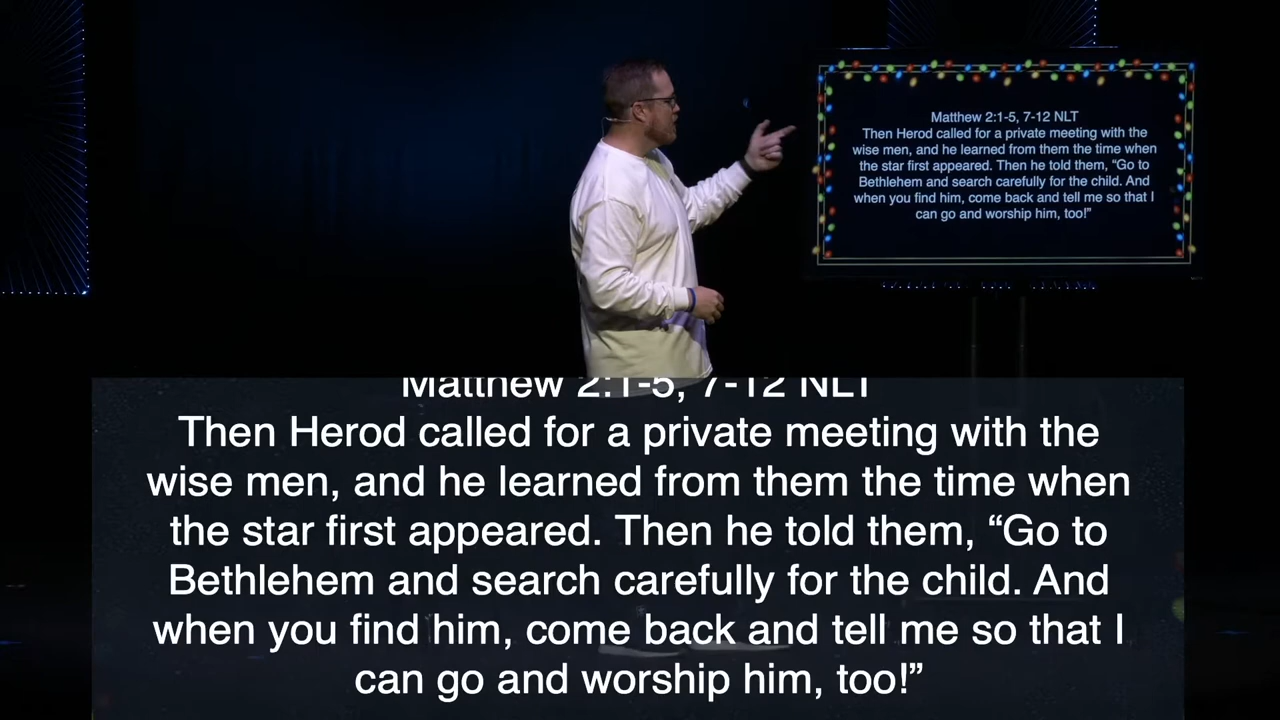 Matthew 2:1-5, 7-12 NLT
Then Herod called for a private meeting with the
wise men, and he learned from them the time when
the star first appeared. Then he told them, “Go to
Bethlehem and search carefully for the child. And
when you find him, come back and tell me so that I
can go and worship him, too!”
Matthew 2:1-5, 7-12 NLT
Then Herod called for a private meeting with the
wise men, and he learned from them the time when
the star first appeared. Then he told them, “Go to
Bethlehem and search carefully for the child. And
when you find him, come back and tell me so that I
can go and worship him, too!”